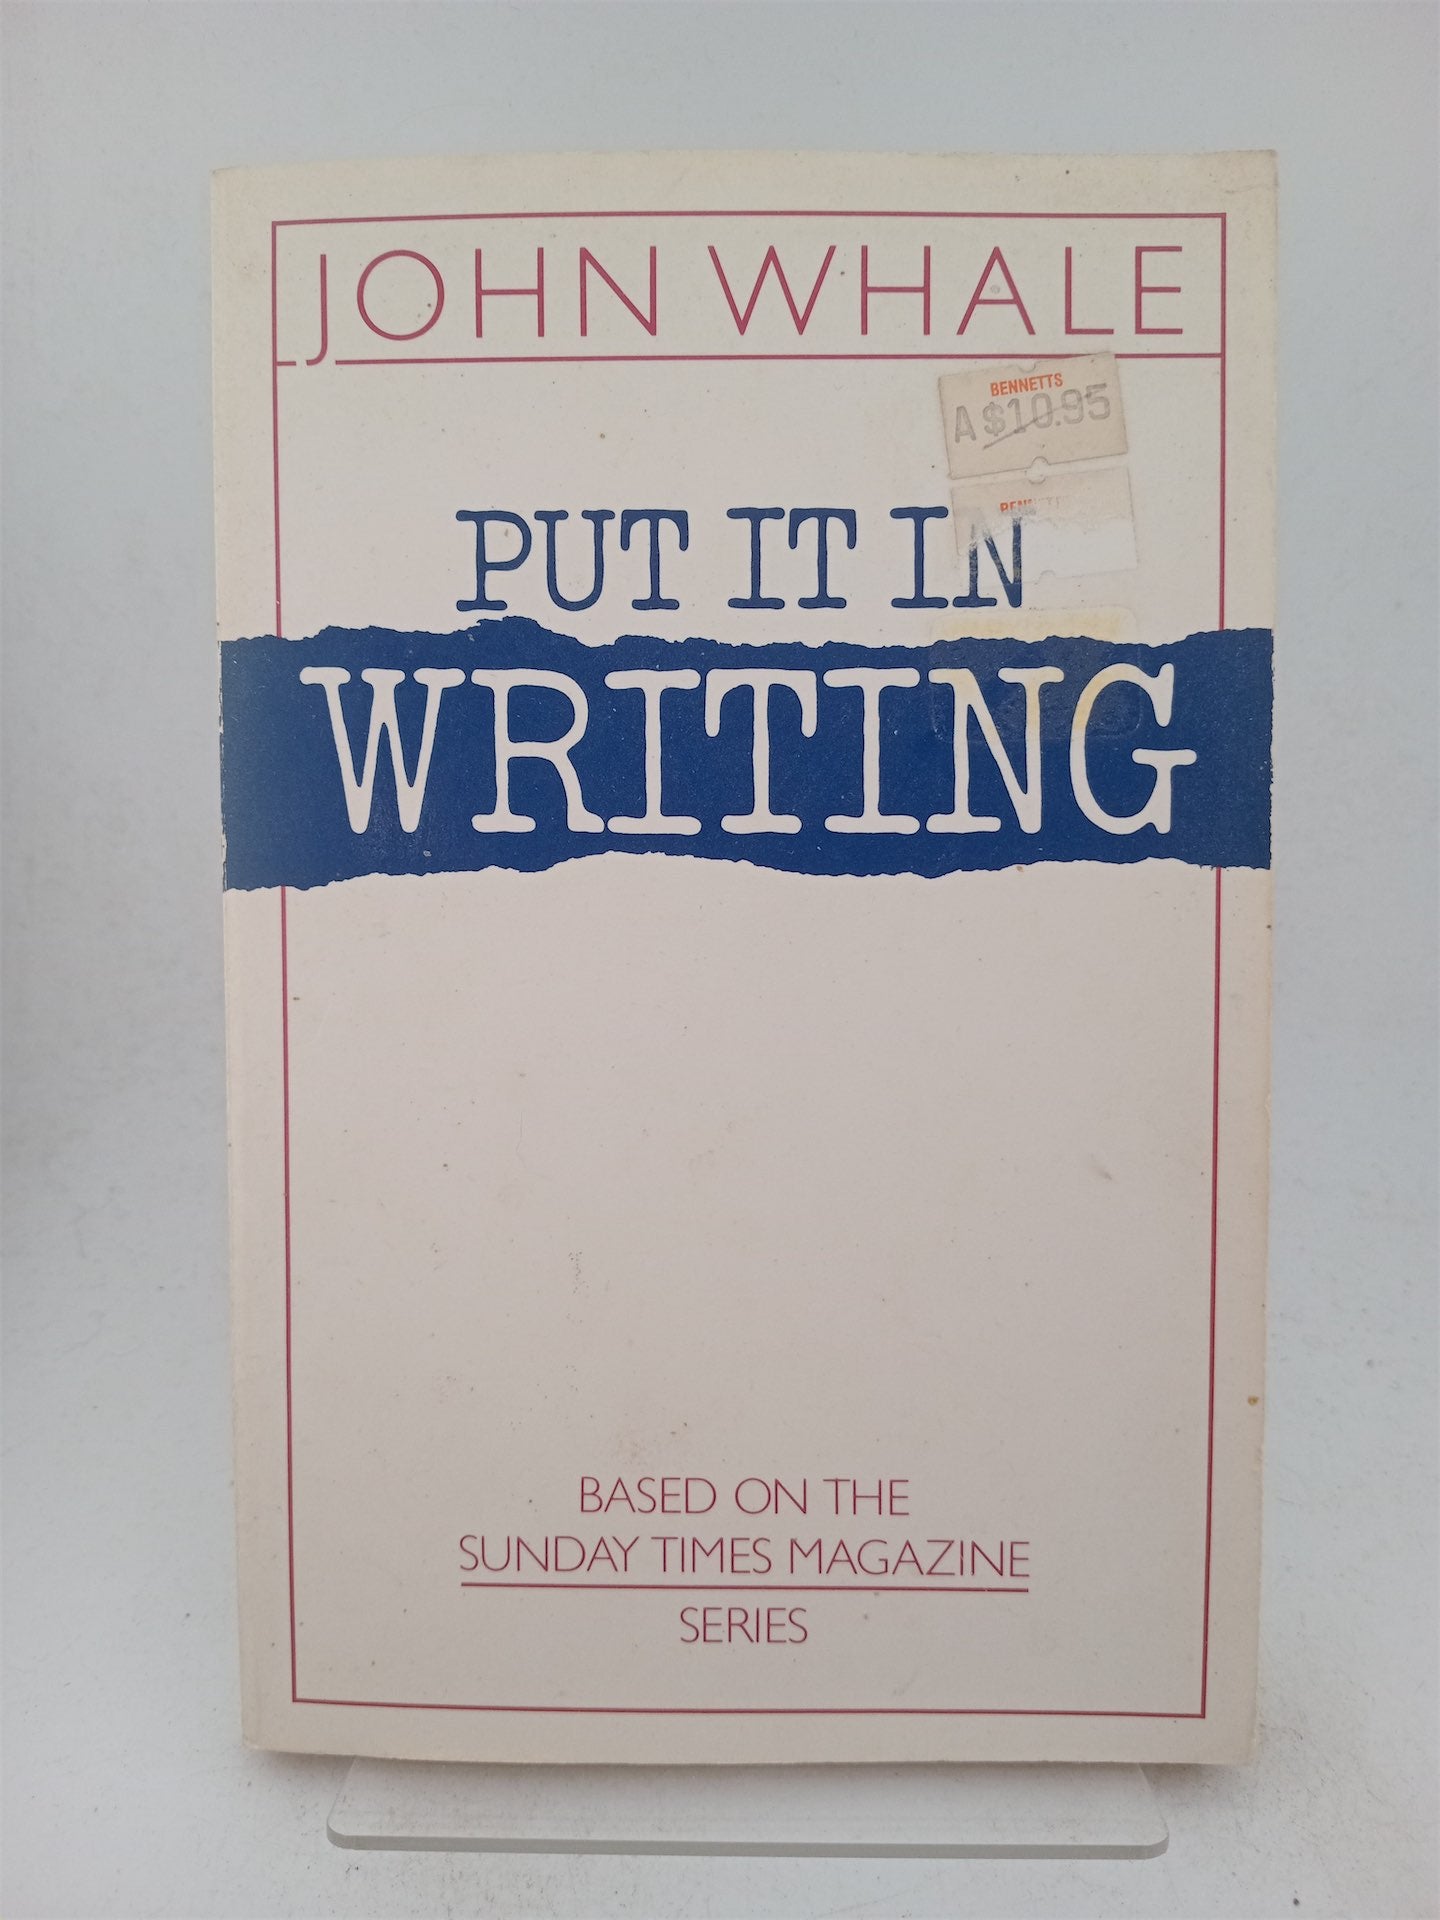 JOHN WHALE
BENNETTS
A $10.95
PUT IT IN
WRITING
BASED ON THE
SUNDAY TIMES MAGAZINE
SERIES